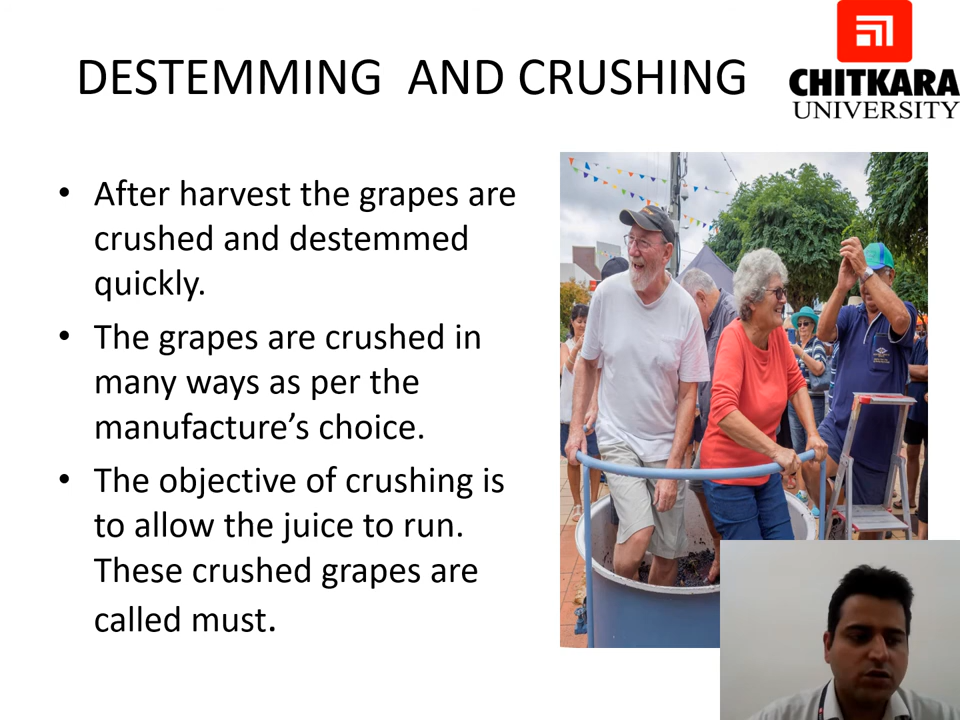 DESTEMMING  AND CRUSHING
CHITKARA
UNIVERSITY
• After harvest the grapes are
crushed and destemmed
quickly.
• The grapes are crushed in
many ways as per the
manufacture’s choice.
• The objective of crushing is
to allow the juice to run.
These crushed grapes are
called must.